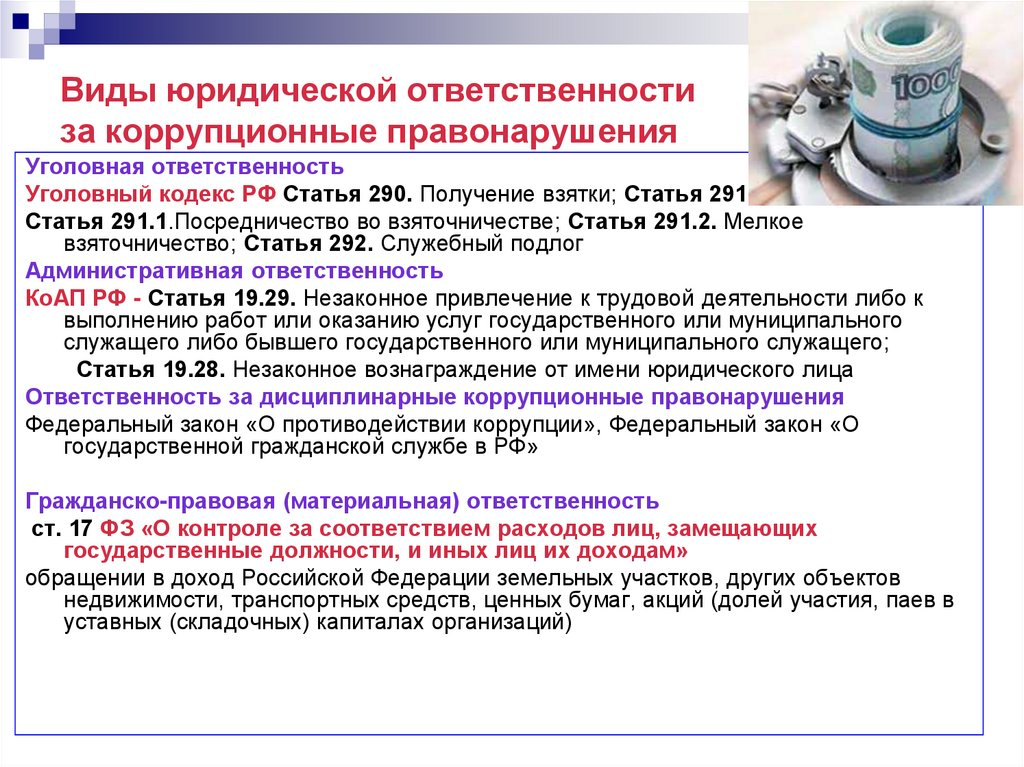 Виды юридической ответственности
за коррупционные правонарушения
1000
Уголовная ответственность
Уголовный кодекс РФ Статья 290. Получение взятки; Статья 291
Статья 291.1.Посредничество во взяточничестве; Статья 291.2. Мелкое
взяточничество; Статья 292. Служебный подлог
Административная ответственность
КоАП РФ - Статья 19.29. Незаконное привлечение к трудовой деятельности либо к
выполнению работ или оказанию услуг государственного или муниципального
служащего либо бывшего государственного или муниципального служащего;
Статья 19.28. Незаконное вознаграждение от имени юридического лица
Ответственность за дисциплинарные коррупционные правонарушения
Федеральный закон «О противодействии коррупции», Федеральный закон «О
государственной гражданской службе в РФ»
Гражданско-правовая (материальная) ответственность
ст. 17 ФЗ «О контроле за соответствием расходов лиц, замещающих
государственные должности, и иных лиц их доходам»
обращении в доход Российской Федерации земельных участков, других объектов
недвижимости, транспортных средств, ценных бумаг, акций (долей участия, паев в
уставных (складочных) капиталах организаций)